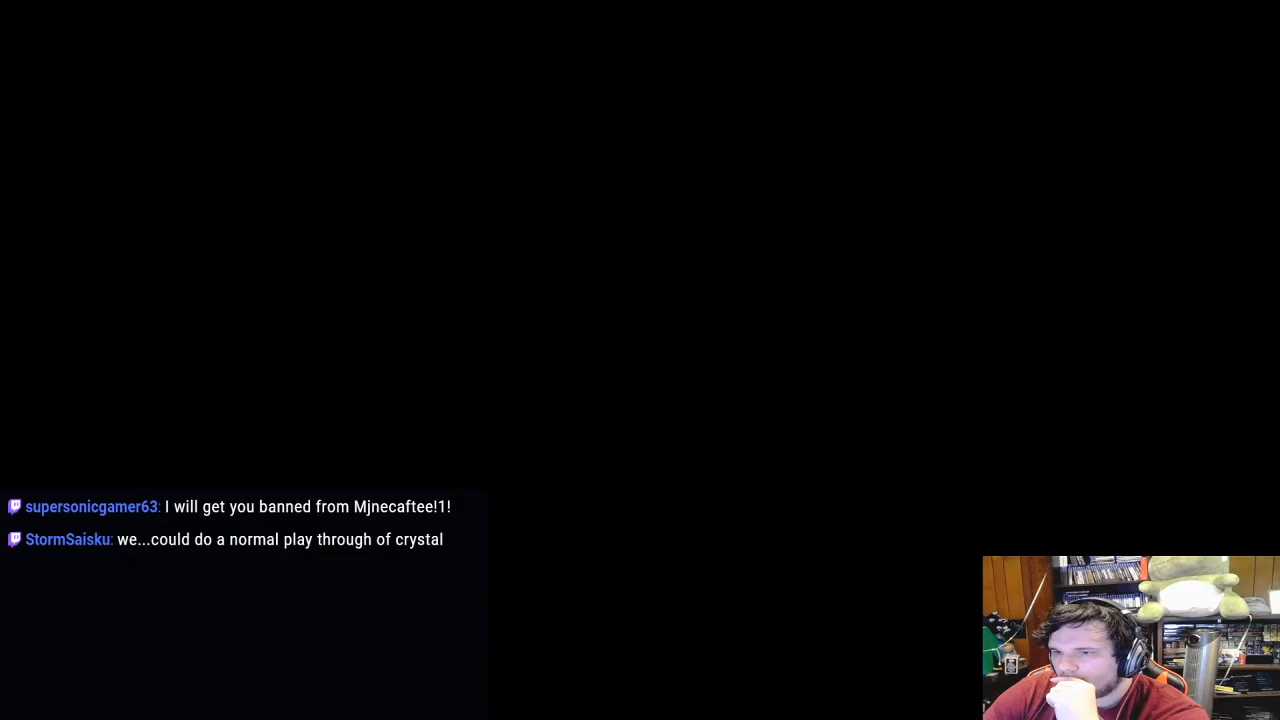 supersonicgamer63: I will get you banned from Mjnecaftee!1!
StormSaisku: we...could do a normal play through of crystal